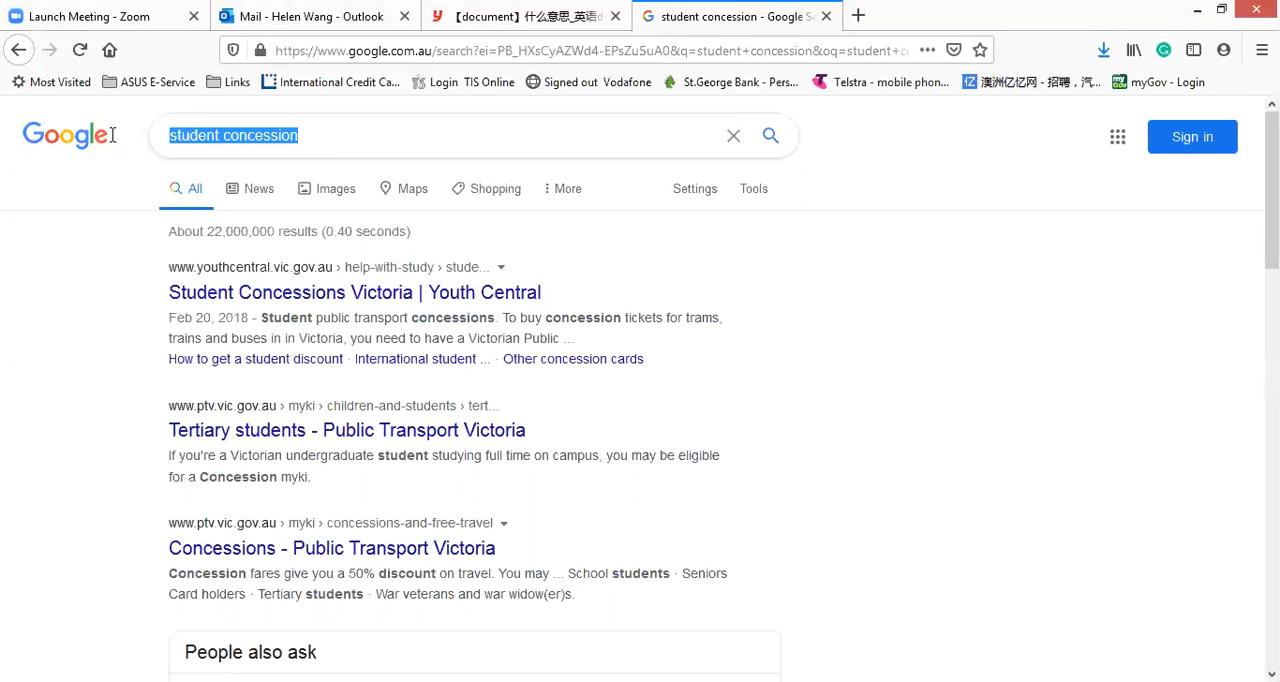 Launch Meeting - Zoom
Mail - Helen Wang - Outlook
【document】什么意思_英语
student concession - Google Se
https://www.google.com.au/search?ei=PB_HXsCyAZWd4-EPsZu5uA0&q=student+concession&oq=student+c
Most Visited
ASUS E-Service
Links
International Credit Ca...
Login TIS Online
Signed out Vodafone
St.George Bank - Pers...
Telstra - mobile phon...
澳洲亿忆网 - 招聘，汽...
myGov - Login
Google
student concession
Sign in
All
News
Images
Maps
Shopping
More
Settings
Tools
About 22,000,000 results (0.40 seconds)
www.youthcentral.vic.gov.au › help-with-study › stude...
Student Concessions Victoria | Youth Central
Feb 20, 2018 - Student public transport concessions. To buy concession tickets for trams,
trains and buses in in Victoria, you need to have a Victorian Public ...
How to get a student discount · International student ... · Other concession cards
www.ptv.vic.gov.au › myki › children-and-students › tert...
Tertiary students - Public Transport Victoria
If you're a Victorian undergraduate student studying full time on campus, you may be eligible
for a Concession myki.
www.ptv.vic.gov.au › myki › concessions-and-free-travel
Concessions - Public Transport Victoria
Concession fares give you a 50% discount on travel. You may ... School students · Seniors
Card holders · Tertiary students · War veterans and war widow(er)s.
People also ask